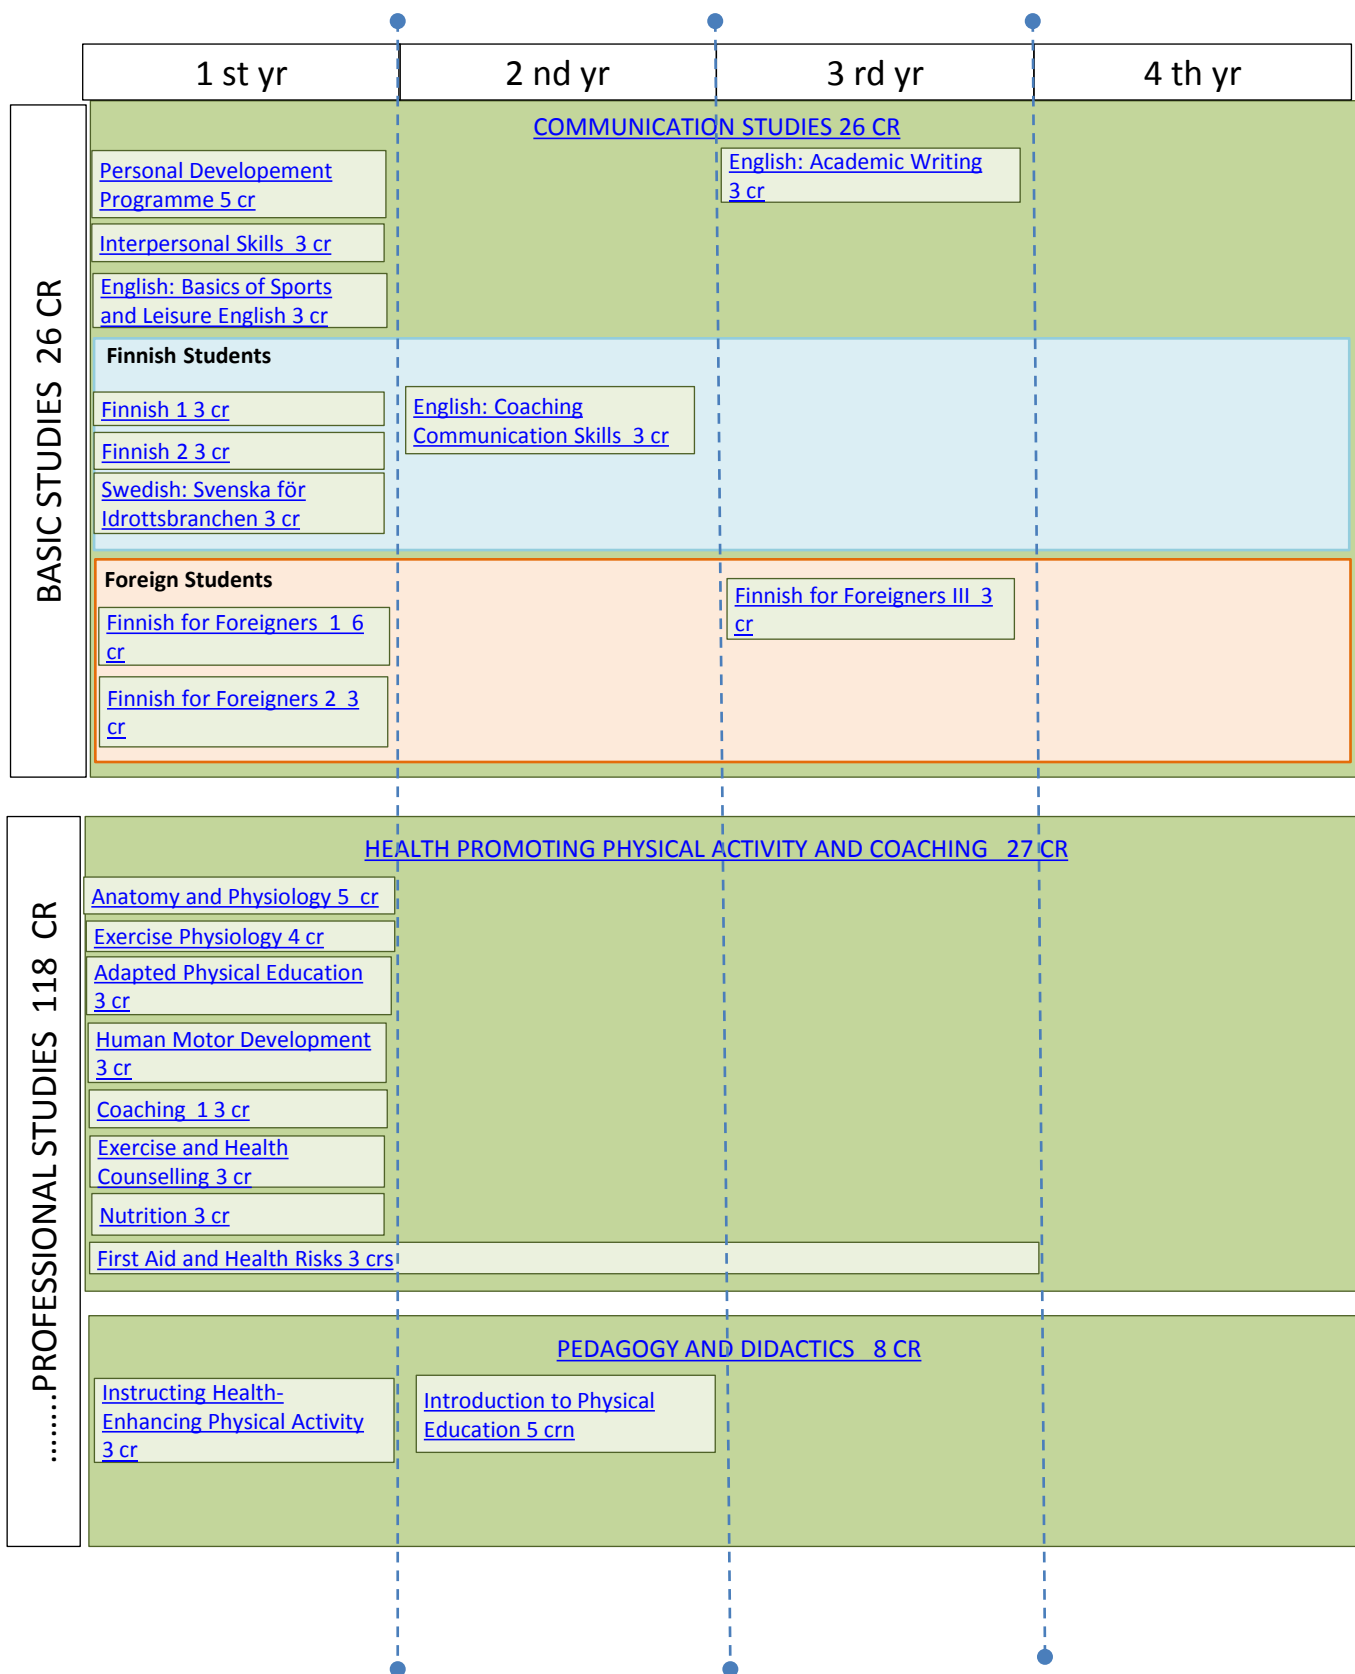 1 st yr
2 nd yr
3 rd yr
4 th yr
BASIC STUDIES 26 CR
COMMUNICATION STUDIES 26 CR
Personal Developement
Programme 5 cr
English: Academic Writing
3 cr
Interpersonal Skills 3 cr
English: Basics of Sports
and Leisure English 3 cr
Finnish Students
Finnish 1 3 cr
English: Coaching
Communication Skills 3 cr
Finnish 2 3 cr
Swedish: Svenska för
Idrottsbranchen 3 cr
Foreign Students
Finnish for Foreigners 1 6
cr
Finnish for Foreigners III 3
cr
Finnish for Foreigners 2 3
cr
........PROFESSIONAL STUDIES 118 CR
HEALTH PROMOTING PHYSICAL ACTIVITY AND COACHING 27 CR
Anatomy and Physiology 5 cr
Exercise Physiology 4 cr
Adapted Physical Education
3 cr
Human Motor Development
3 cr
Coaching 1 3 cr
Exercise and Health
Counselling 3 cr
Nutrition 3 cr
First Aid and Health Risks 3 crs
PEDAGOGY AND DIDACTICS 8 CR
Instructing Health-
Enhancing Physical Activity
3 cr
Introduction to Physical
Education 5 crn